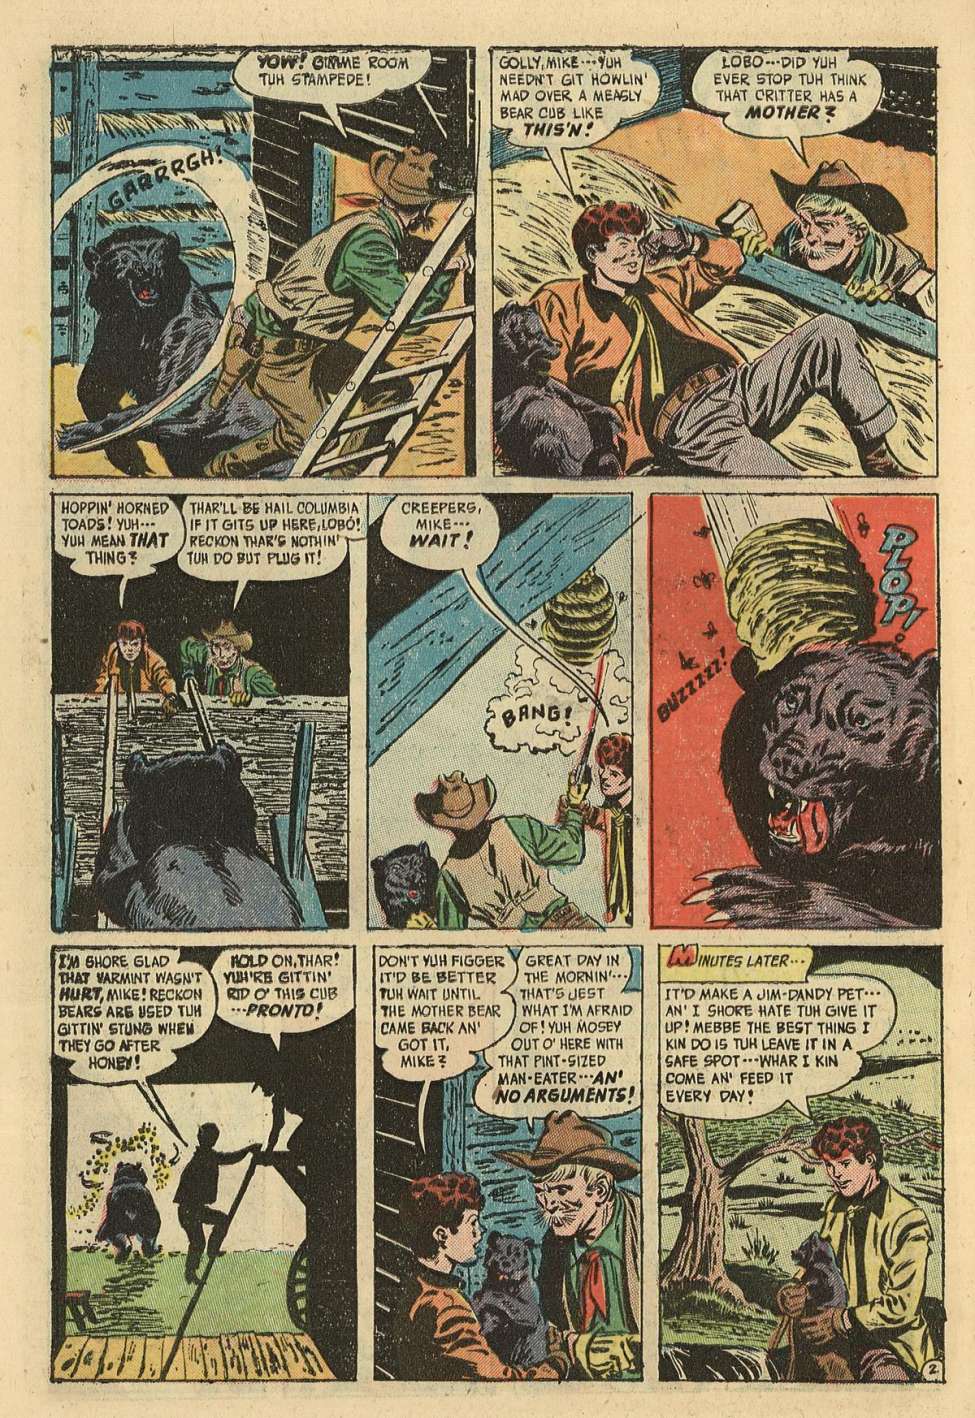 YOW! GIMME ROOM
TUH STAMPEDE!
GARRRRGH!
GOLLY, MIKE---YUH
NEEDN'T GIT HOWLIN'
MAD OVER A MEASLY
BEAR CUB LIKE
THIS'N!
LOBO---DID YUH
EVER STOP TUH THINK
THAT CRITTER HAS A
MOTHER?
HOPPIN' HORNED
TOADS! YUH---
YUH MEAN THAT
THING?
THAR'LL BE HAIL COLUMBIA
IF IT GITS UP HERE, LOBO!
RECKON THAR'S NOTHIN'
TUH DO BUT PLUG IT!
CREEPERS,
MIKE---
WAIT!
BANG!
PLOP!
BUZZZZZ!
I'M SHORE GLAD
THAT VARMINT WASN'T
HURT, MIKE! RECKON
BEARS ARE USED TUH
GITTIN' STUNG WHEN
THEY GO AFTER
HONEY!
HOLD ON, THAR!
YUH'RE GITTIN'
RID O' THIS CUB
---PRONTO!
DON'T YUH FIGGER
IT'D BE BETTER
TUH WAIT UNTIL
THE MOTHER BEAR
CAME BACK AN'
GOT IT,
MIKE?
GREAT DAY IN
THE MORNIN'---
THAT'S JEST
WHAT I'M AFRAID
OF! YUH MOSEY
OUT O' HERE WITH
THAT PINT-SIZED
MAN-EATER---AN'
NO ARGUMENTS!
MINUTES LATER---
IT'D MAKE A JIM-DANDY PET---
AN' I SHORE HATE TUH GIVE IT
UP! MEBBE THE BEST THING I
KIN DO IS TUH LEAVE IT IN A
SAFE SPOT---WHAR I KIN
COME AN' FEED IT
EVERY DAY!
2